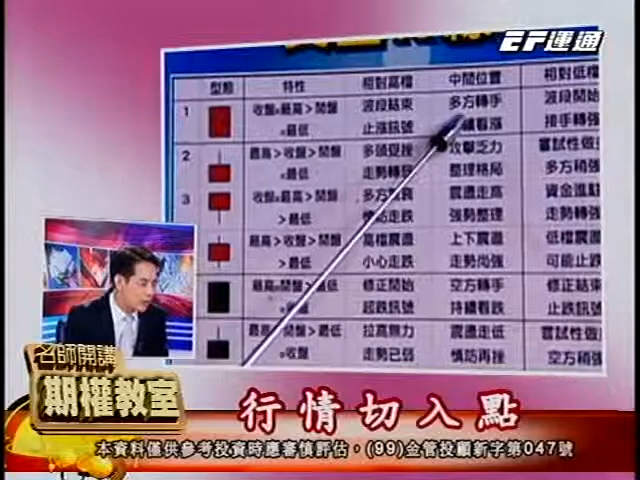 EF運通
型態 特性 相對高檔 中間位置 相對低檔
1 收盤=最高>開盤 波段結束 多方轉手 波段開始
=最低 止漲訊號 續看漲 接手轉強
2 最高>收盤>開盤 多頭 攻擊乏力 嘗試性做
=最低 走勢轉 整理格局 多方稍強
3 收盤=最高>開盤 多方 震盪走高 資金進駐
>最低 慎防走跌 強勢整理 走勢轉強
最高>收盤>開盤 高檔震盪 上下震盪 低檔震盪
>最低 小心走跌 走勢尚強 可能止跌
最高=開盤>最低 修正開始 空方轉手 修正結束
=收盤 起跌訊號 持續看跌 止跌訊號
最高=開盤>最低 拉高無力 震盪走低 嘗試性做
=收盤 走勢已弱 慎防再挫 空方稍強
名師開講
期權教室
行情切入點
本資料僅供參考投資時應審慎評估,(99)金管投顧新字第047號